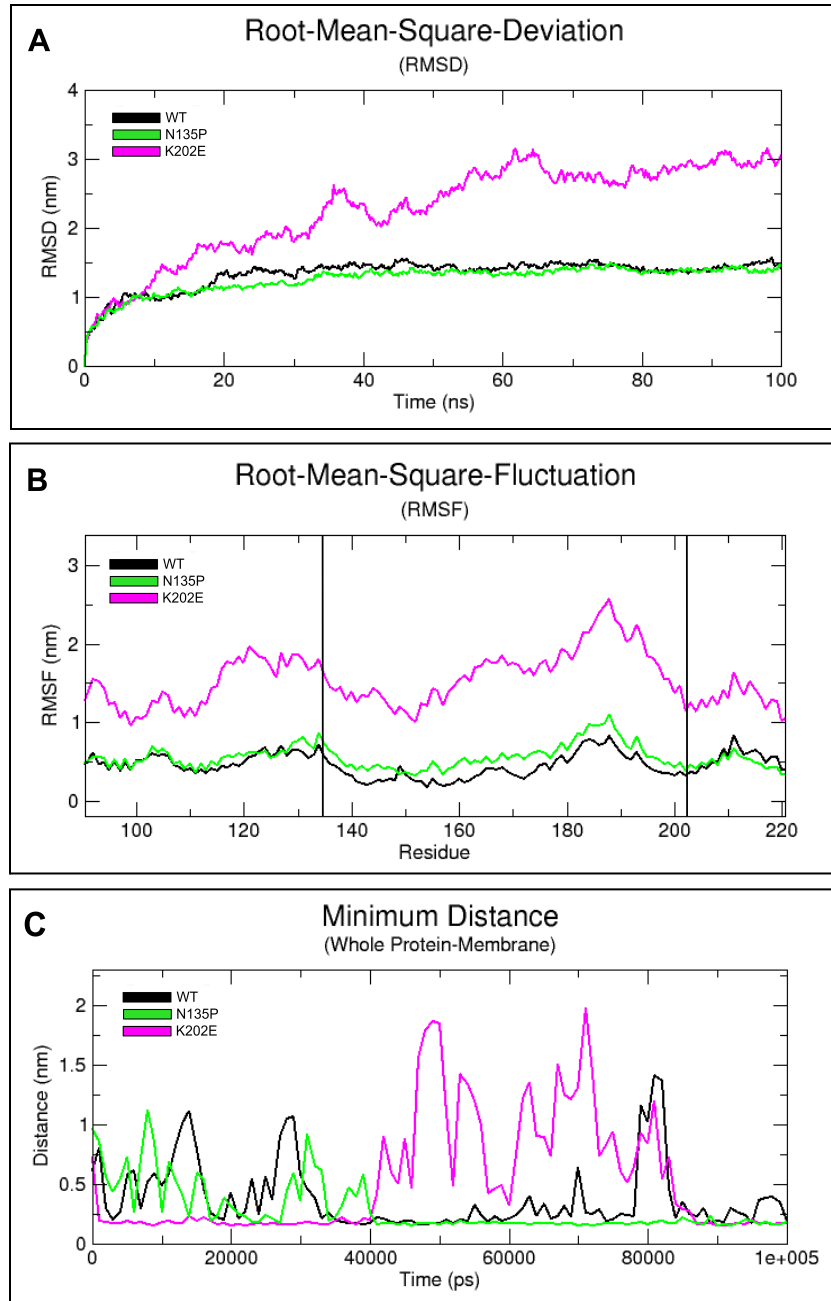 A
Root-Mean-Square-Deviation
(RMSD)
WT
N135P
K202E
RMSD (nm)
4
3
2
1
0
0 20 40 60 80 100
Time (ns)
B
Root-Mean-Square-Fluctuation
(RMSF)
WT
N135P
K202E
RMSF (nm)
3
2
1
0
100 120 140 160 180 200 220
Residue
C
Minimum Distance
(Whole Protein-Membrane)
WT
N135P
K202E
Distance (nm)
2
1.5
1
0.5
0
0 20000 40000 60000 80000 1e+005
Time (ps)